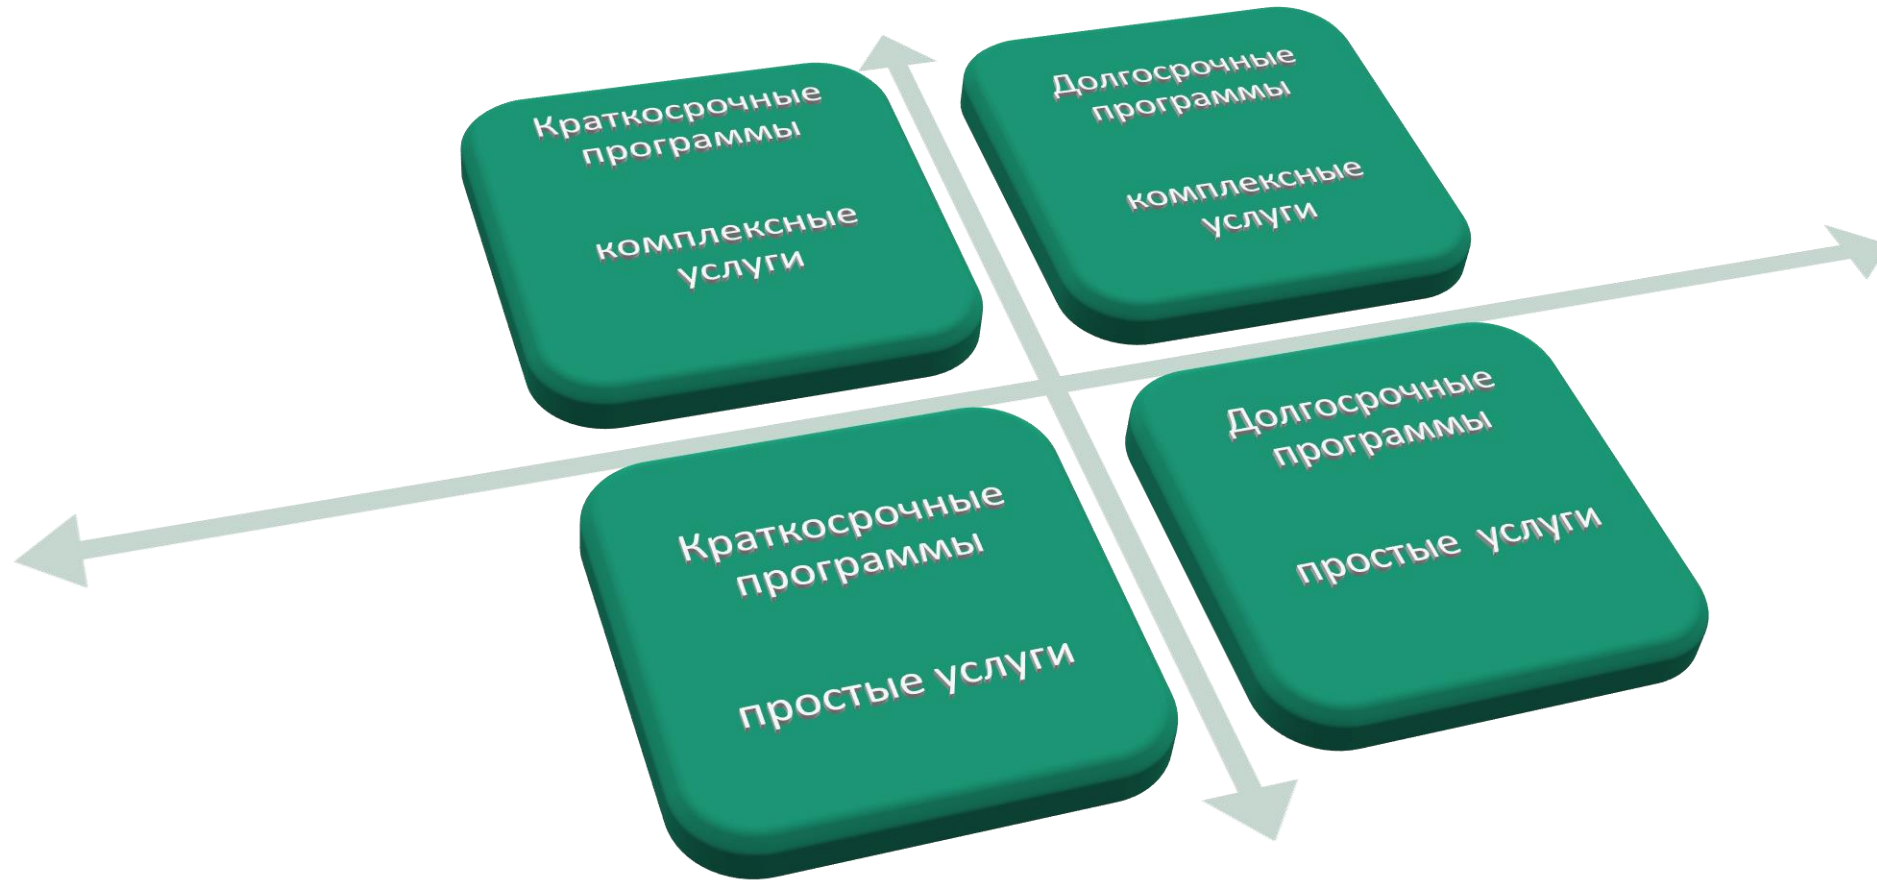 Краткосрочные
программы
комплексные
услуги
Долгосрочные
программы
комплексные
услуги
Краткосрочные
программы
простые услуги
Долгосрочные
программы
простые услуги